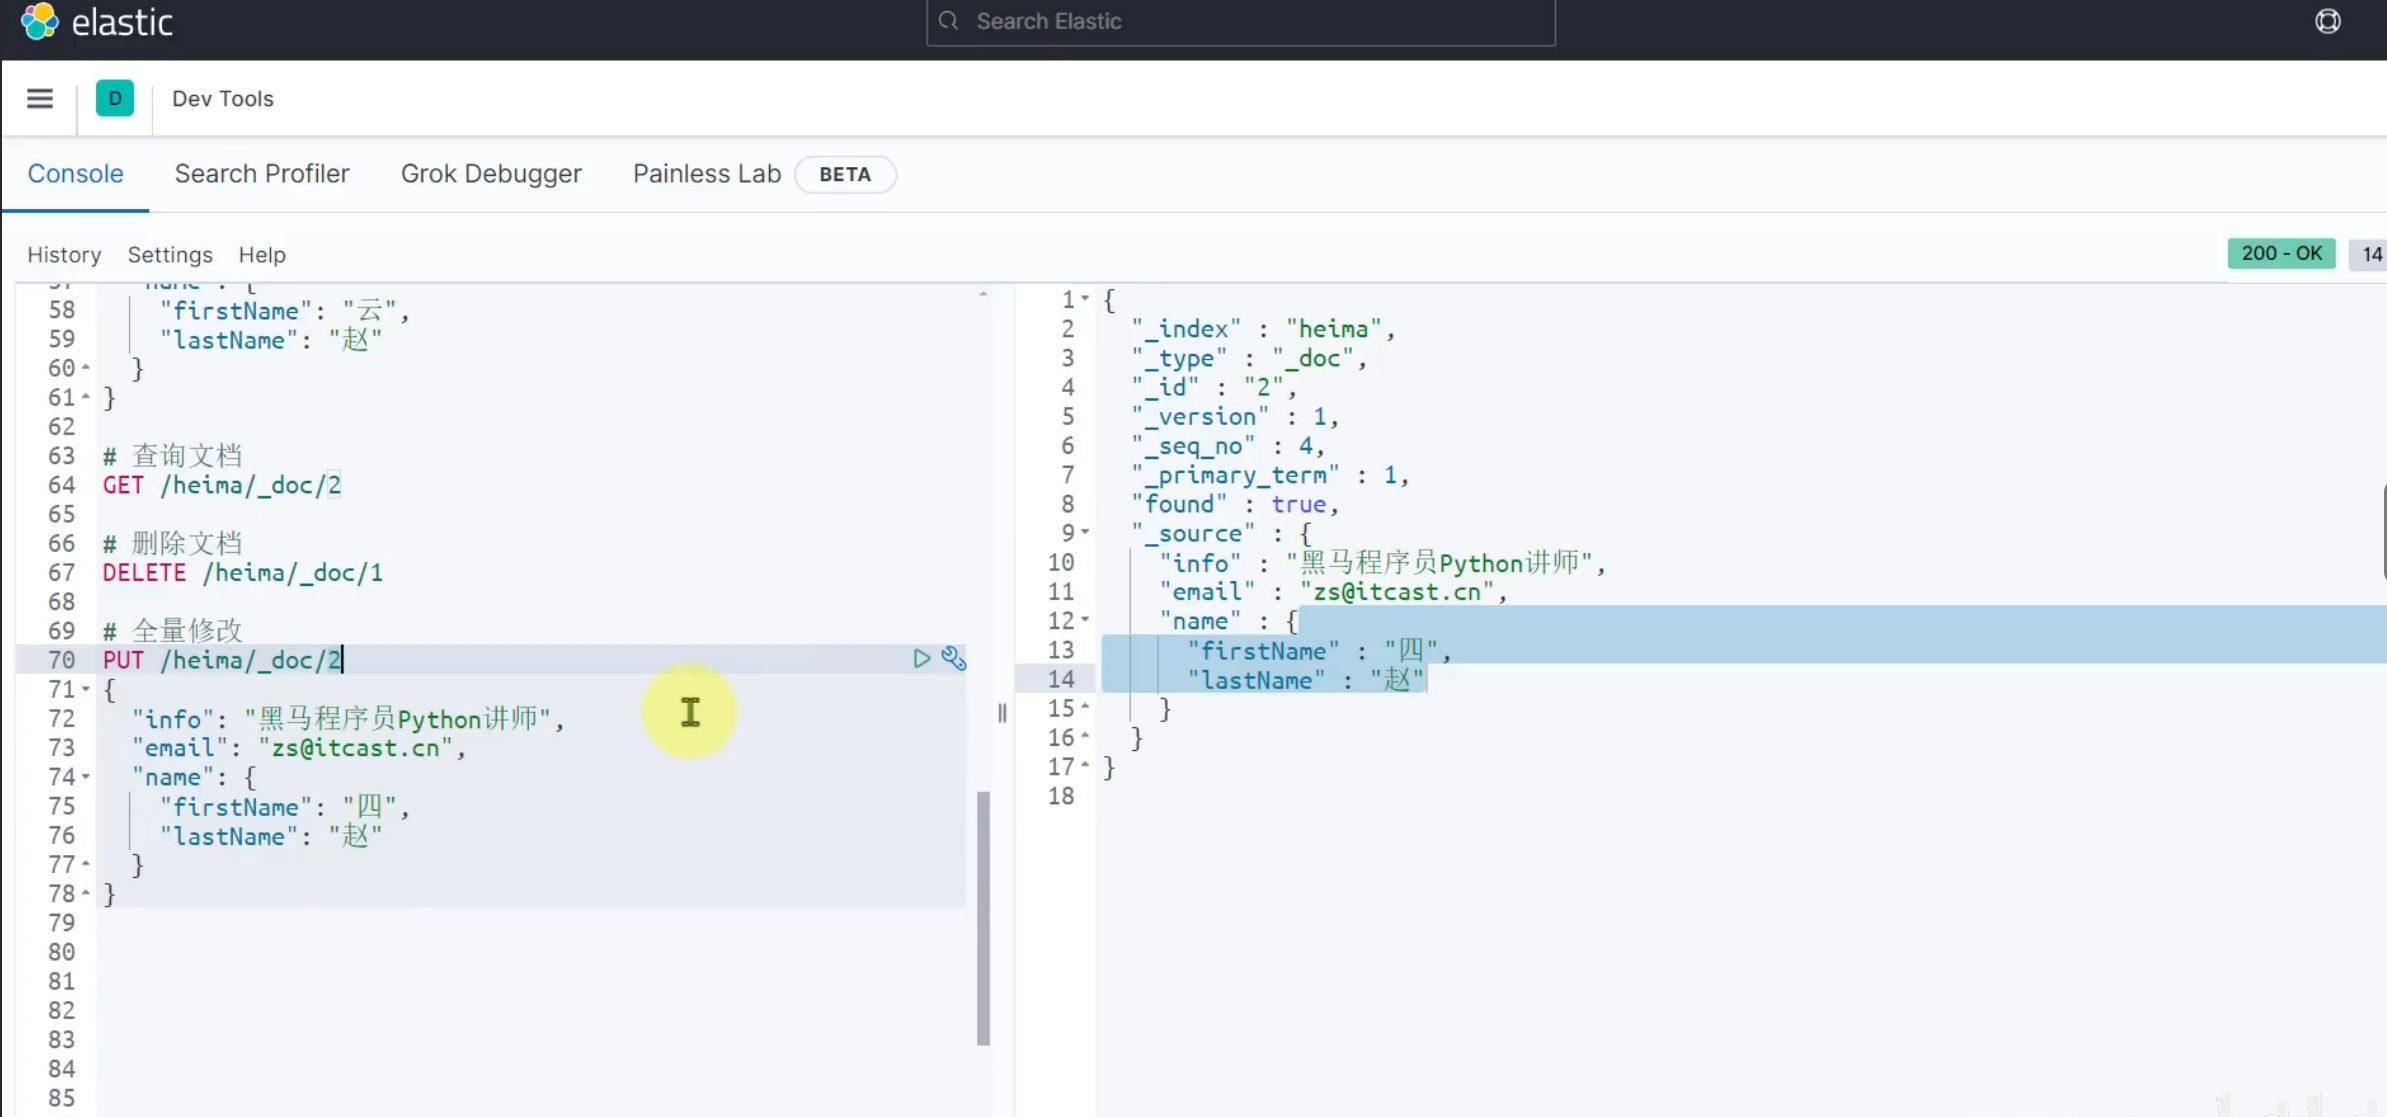 elastic
Search Elastic
D
Dev Tools
Console
Search Profiler
Grok Debugger
Painless Lab
BETA
History
Settings
Help
200 - OK
14
57 "name": {
58 "firstName": "云",
59 "lastName": "赵"
60 }
61 }
62
63 # 查询文档
64 GET /heima/_doc/2
65
66 # 删除文档
67 DELETE /heima/_doc/1
68
69 # 全量修改
70 PUT /heima/_doc/2
71 {
72 "info": "黑马程序员Python讲师",
73 "email": "zs@itcast.cn",
74 "name": {
75 "firstName": "四",
76 "lastName": "赵"
77 }
78 }
79
80
81
82
83
84
85
1 {
2 "_index" : "heima",
3 "_type" : "_doc",
4 "_id" : "2",
5 "_version" : 1,
6 "_seq_no" : 4,
7 "_primary_term" : 1,
8 "found" : true,
9 "_source" : {
10 "info" : "黑马程序员Python讲师",
11 "email" : "zs@itcast.cn",
12 "name" : {
13 "firstName" : "四",
14 "lastName" : "赵"
15 }
16 }
17 }
18